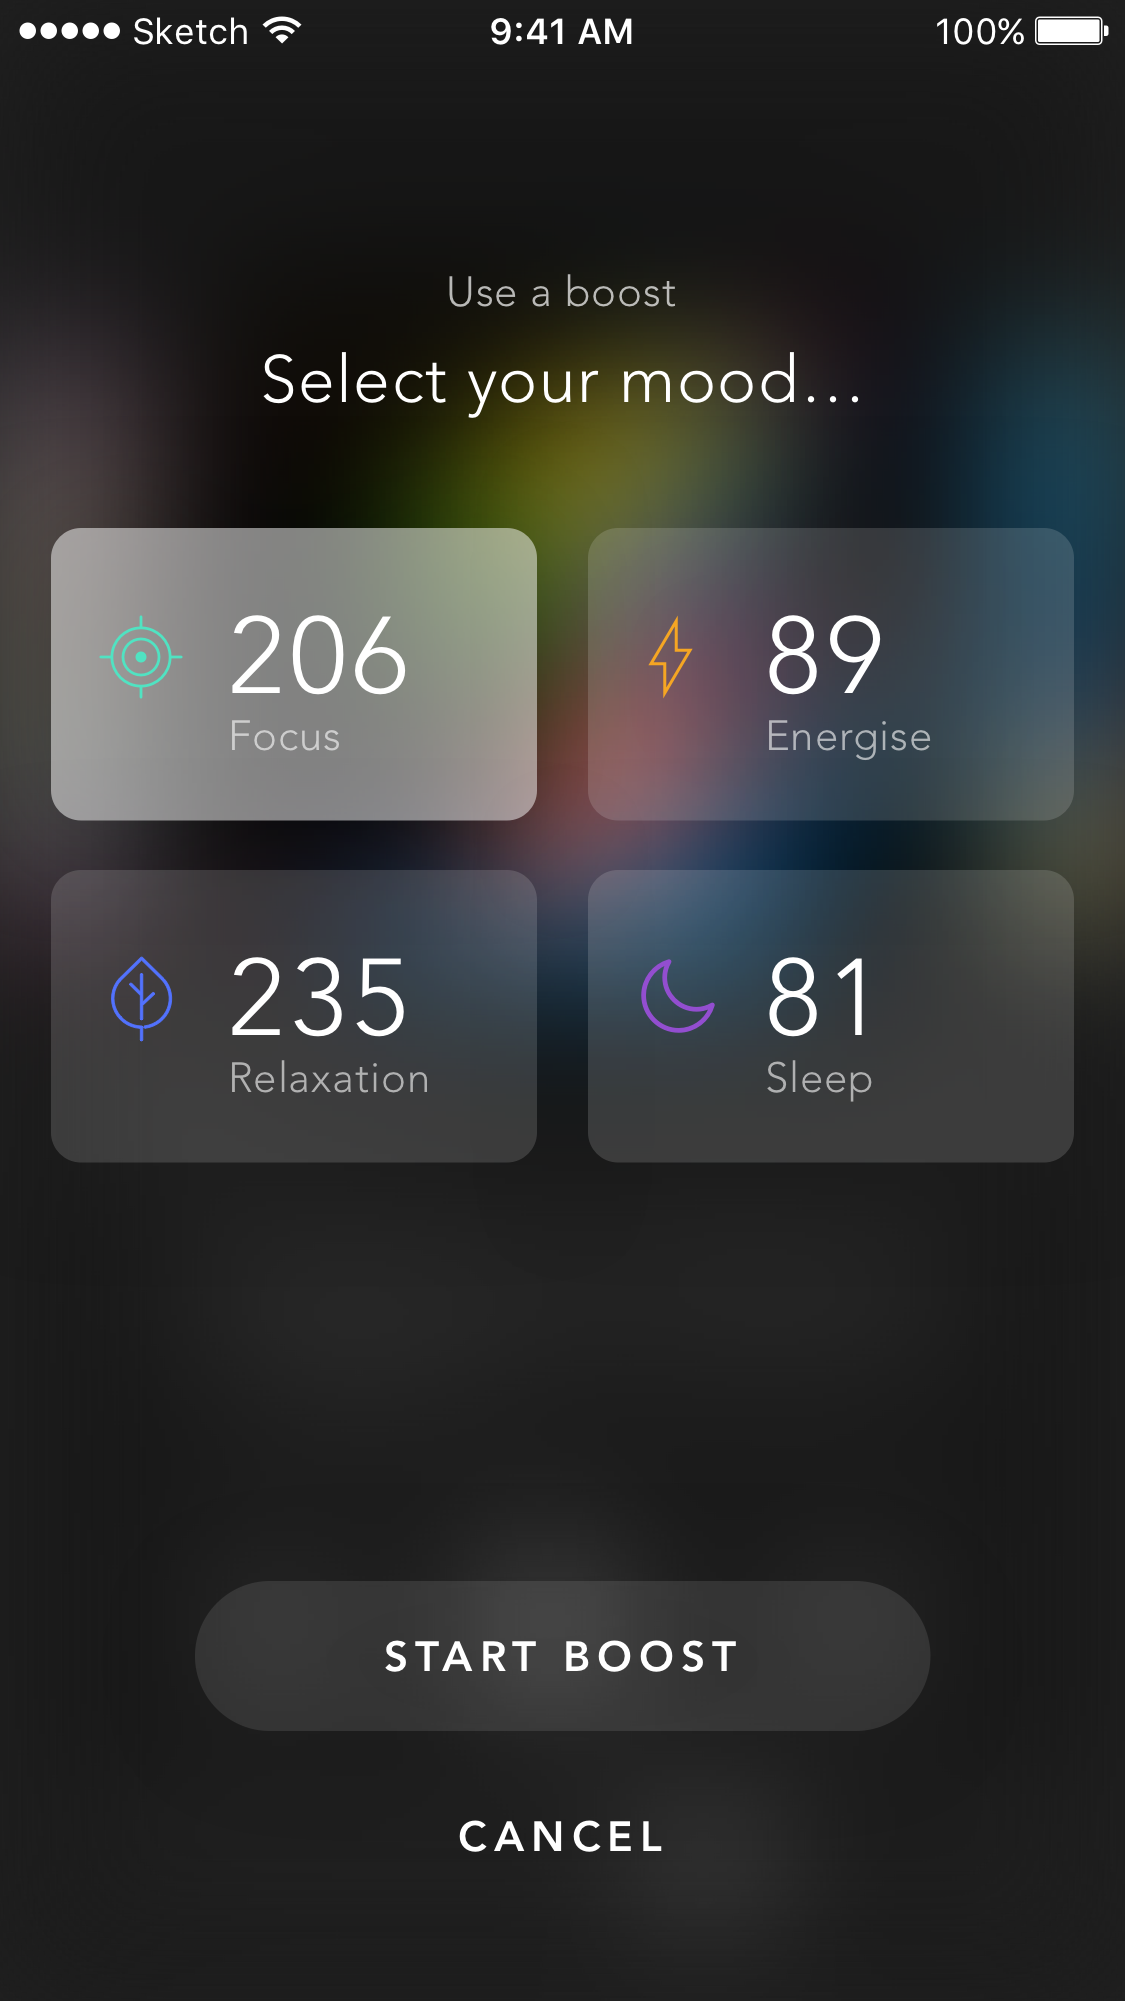 Sketch 9:41 AM 100%
Use a boost
Select your mood...
206
Focus
89
Energise
235
Relaxation
81
Sleep
START BOOST
CANCEL